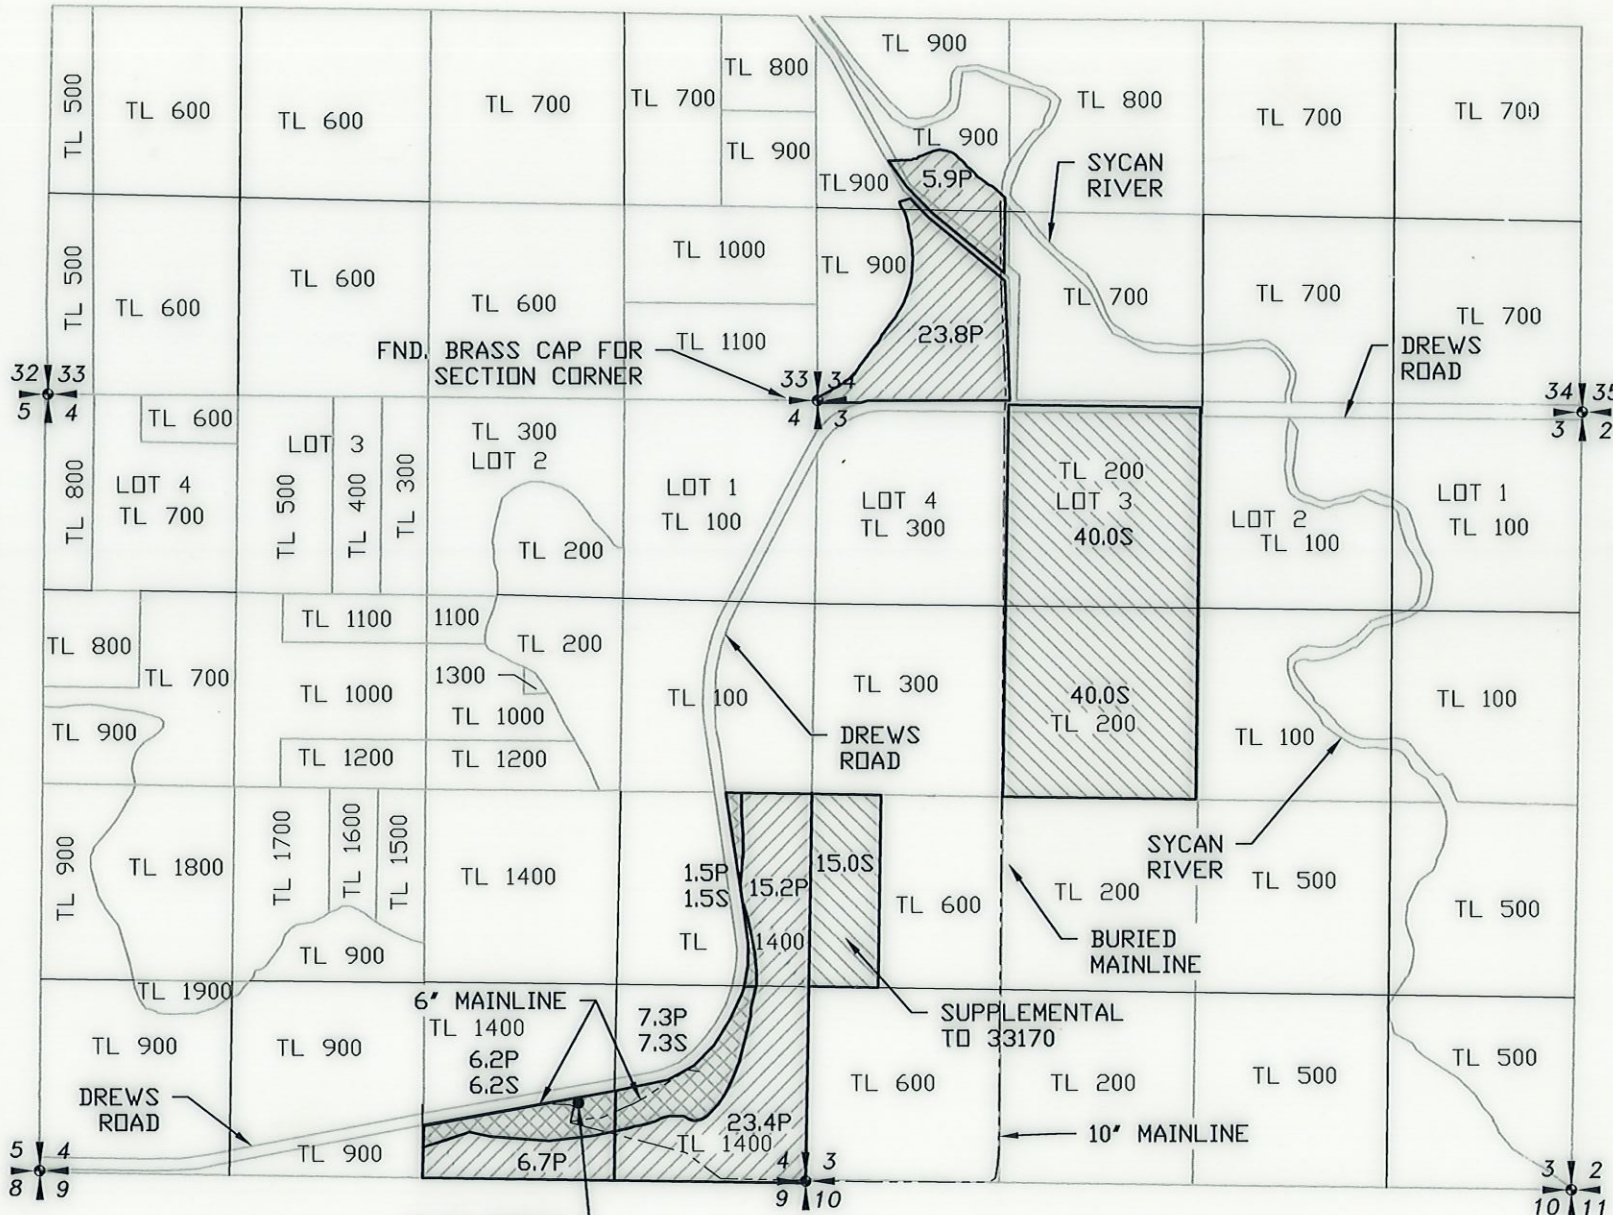 TL 500
TL 600
TL 600
TL 700
TL 700
TL 800
TL 900
TL 900
TL 900
TL 800
TL 700
TL 700
TL 900
5.9P
SYCAN
RIVER
TL 500
TL 600
TL 600
TL 600
TL 1000
TL 1100
TL 900
23.8P
TL 700
TL 700
TL 700
DREWS
ROAD
FND. BRASS CAP FOR
SECTION CORNER
32 33
5 4
33 34
4 3
34 35
3 2
TL 600
TL 800
LOT 4
TL 700
LOT 3
TL 500
TL 400
TL 300
TL 300
LOT 2
TL 200
LOT 1
TL 100
LOT 4
TL 300
TL 200
LOT 3
40.0S
LOT 2
TL 100
LOT 1
TL 100
TL 800
TL 700
TL 1100
1100
TL 200
1300
TL 1000
TL 1000
TL 900
TL 1200
TL 1200
TL 100
TL 300
DREWS
ROAD
40.0S
TL 200
TL 100
TL 100
SYCAN
RIVER
TL 900
TL 1800
TL 1700
TL 1600
TL 1500
TL 1400
1.5P
1.5S
15.2P
15.0S
TL 600
TL 200
TL 500
TL 500
TL 900
TL 1400
BURIED
MAINLINE
TL 1900
6" MAINLINE
SUPPLEMENTAL
TO 33170
TL 900
TL 900
TL 1400
6.2P
6.2S
7.3P
7.3S
TL 600
TL 200
TL 500
TL 500
DREWS
ROAD
TL 900
6.7P
23.4P
TL 1400
10" MAINLINE
5 4
8 9
4 3
9 10
3 2
10 11